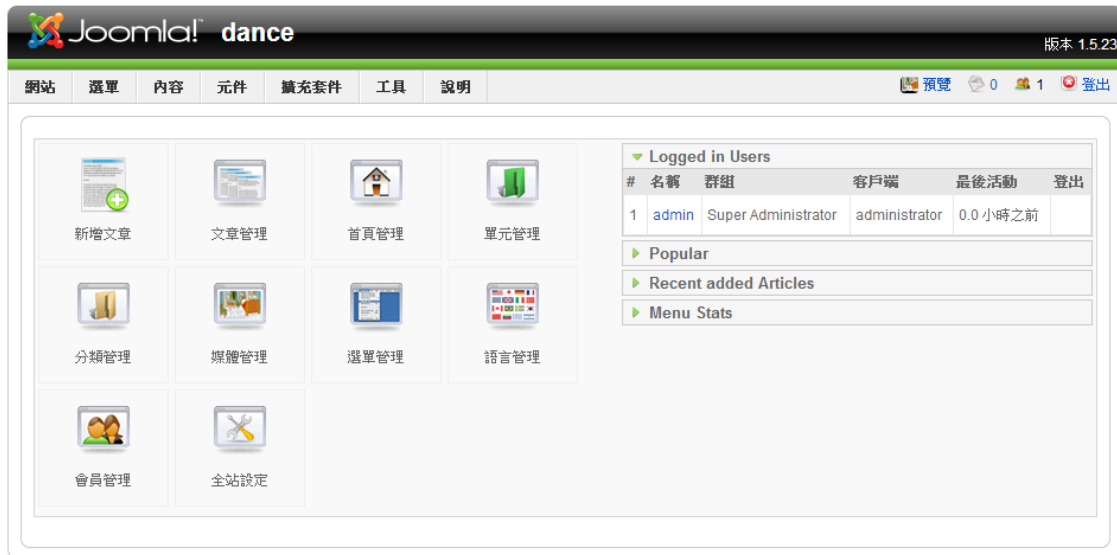 Joomla!™ dance
版本 1.5.23
網站 選單 內容 元件 擴充套件 工具 說明 預覽 0 1 登出
新增文章 文章管理 首頁管理 單元管理
分類管理 媒體管理 選單管理 語言管理
會員管理 全站設定
Logged in Users
# 名稱 群組 客戶端 最後活動 登出
1 admin Super Administrator administrator 0.0 小時之前
Popular
Recent added Articles
Menu Stats